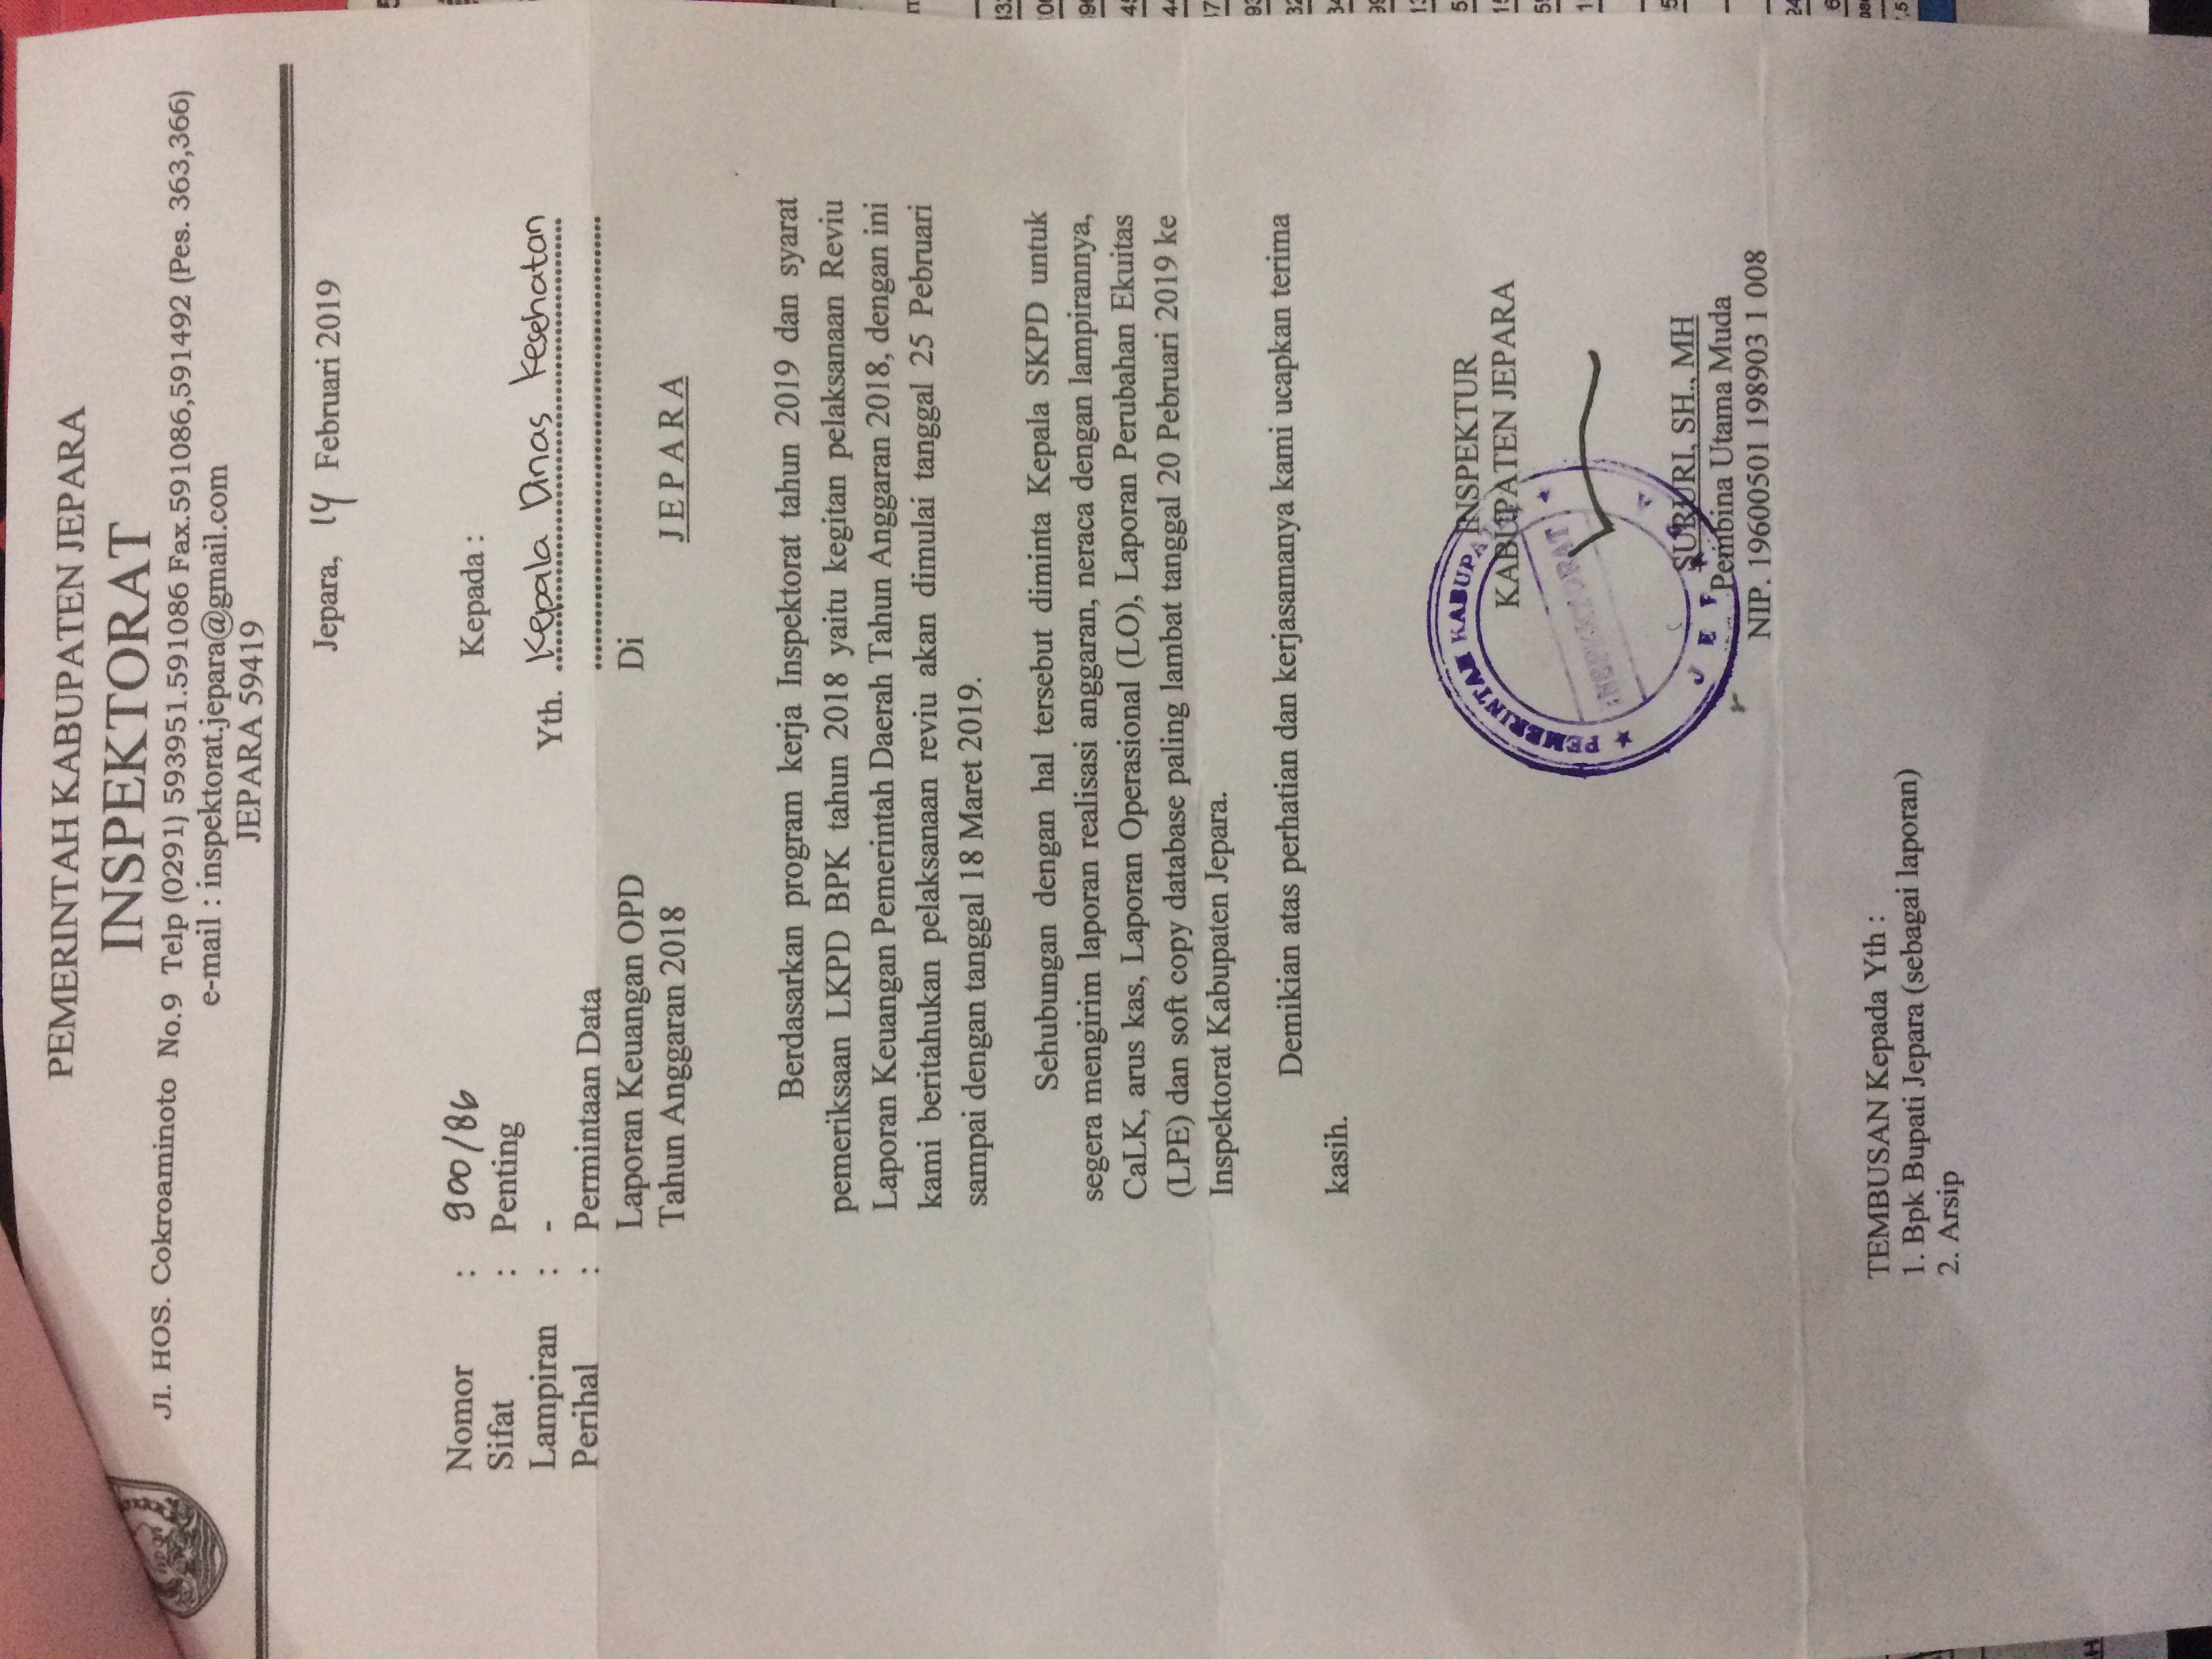 PEMERINTAH KABUPATEN JEPARA
INSPEKTORAT
Jl. HOS. Cokroaminoto No.9 Telp (0291) 593951.591086 Fax.591086,591492 (Pes. 363,366)
e-mail : inspektorat.jepara@gmail.com
JEPARA 59419
Jepara, 14 Februari 2019
Nomor : 900/86
Sifat : Penting
Lampiran : -
Perihal : Permintaan Data
Laporan Keuangan OPD
Tahun Anggaran 2018
Kepada :
Yth. Kepala Dinas Kesehatan
Di
JEPARA
Berdasarkan program kerja Inspektorat tahun 2019 dan syarat
pemeriksaan LKPD BPK tahun 2018 yaitu kegitan pelaksanaan Reviu
Laporan Keuangan Pemerintah Daerah Tahun Anggaran 2018, dengan ini
kami beritahukan pelaksanaan reviu akan dimulai tanggal 25 Pebruari
sampai dengan tanggal 18 Maret 2019.
Sehubungan dengan hal tersebut diminta Kepala SKPD untuk
segera mengirim laporan realisasi anggaran, neraca dengan lampirannya,
CaLK, arus kas, Laporan Operasional (LO), Laporan Perubahan Ekuitas
(LPE) dan soft copy database paling lambat tanggal 20 Pebruari 2019 ke
Inspektorat Kabupaten Jepara.
Demikian atas perhatian dan kerjasamanya kami ucapkan terima
kasih.
INSPEKTUR
KABUPATEN JEPARA
PEMERINTAH KABUPATEN
INSPEKTORAT
JEPARA
SURURI, SH., MH
Pembina Utama Muda
NIP. 19600501 198903 1 008
TEMBUSAN Kepada Yth :
1. Bpk Bupati Jepara (sebagai laporan)
2. Arsip